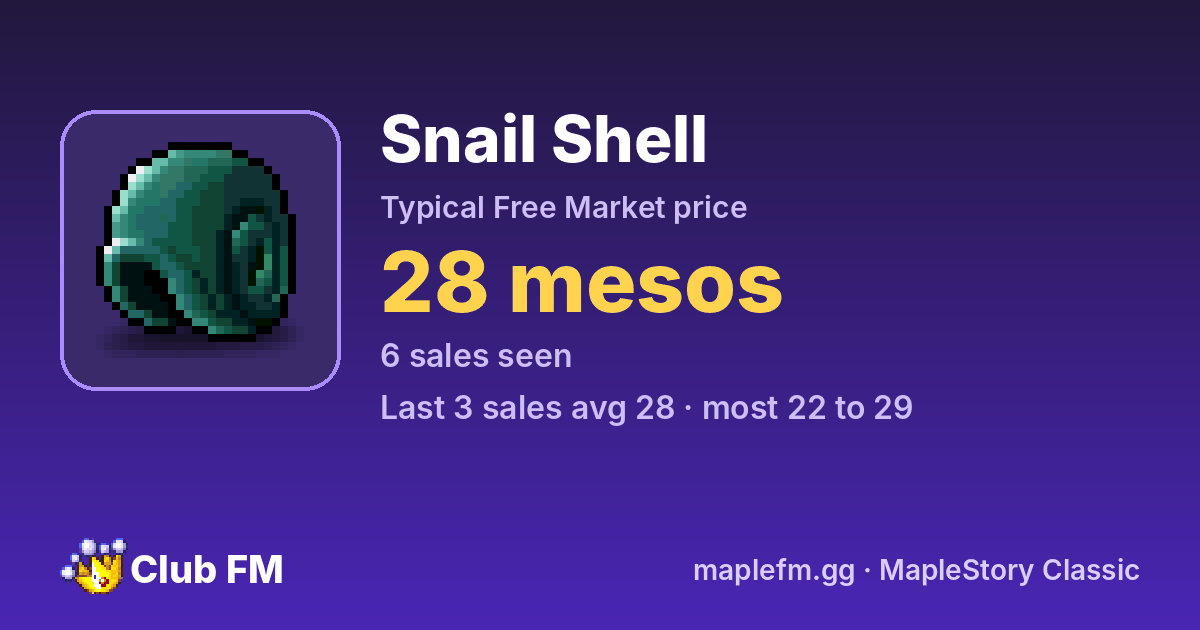 Snail Shell
Typical Free Market price
28 mesos
6 sales seen
Last 3 sales avg 28 · most 22 to 29
Club FM
maplefm.gg · MapleStory Classic